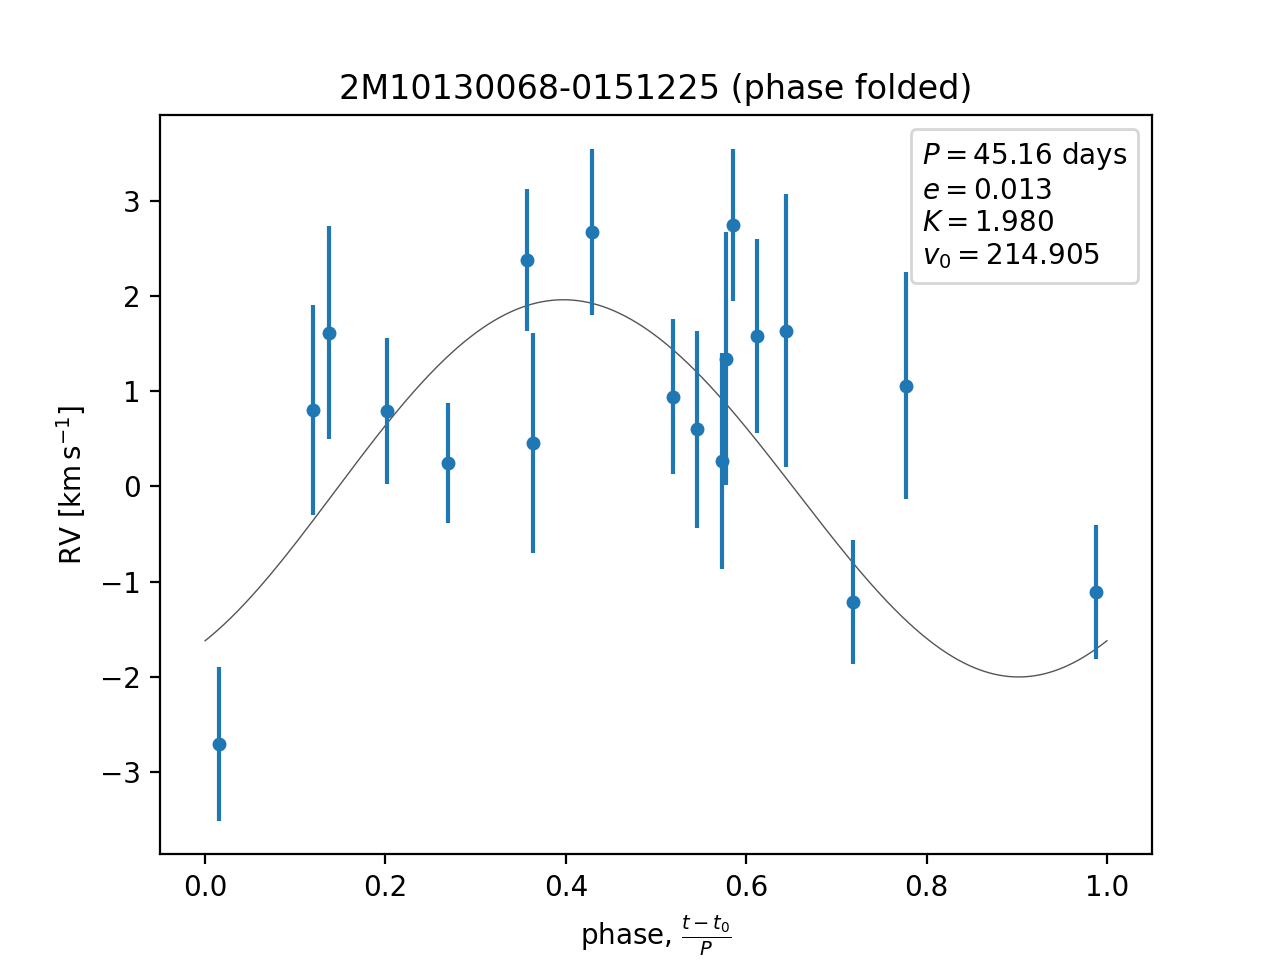 2M10130068-0151225 (phase folded)
P = 45.16 days
e = 0.013
K = 1.980
v₀ = 214.905
3
2
1
0
−1
−2
−3
RV [km s⁻¹]
0.0 0.2 0.4 0.6 0.8 1.0
phase, (t − t₀)/P